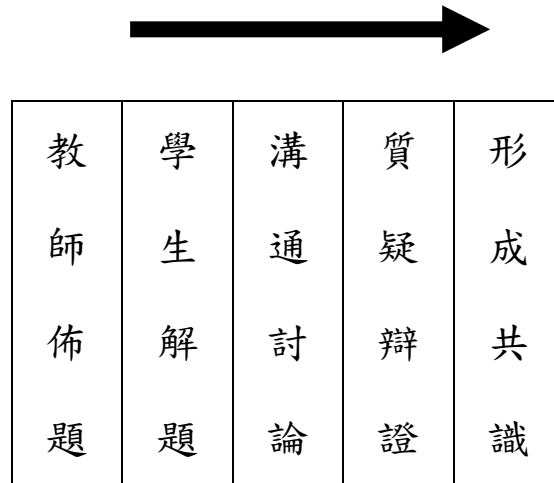 教師佈題
學生解題
溝通討論
質疑辯證
形成共識